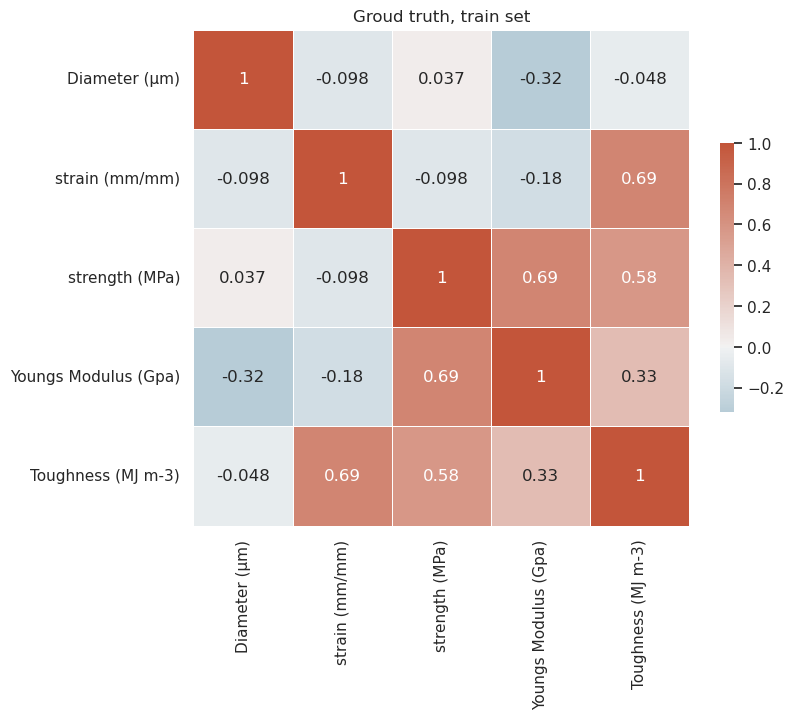 Groud truth, train set
Diameter (μm)
1 -0.098 0.037 -0.32 -0.048
strain (mm/mm)
-0.098 1 -0.098 -0.18 0.69
strength (MPa)
0.037 -0.098 1 0.69 0.58
Youngs Modulus (Gpa)
-0.32 -0.18 0.69 1 0.33
Toughness (MJ m-3)
-0.048 0.69 0.58 0.33 1
Diameter (μm)
strain (mm/mm)
strength (MPa)
Youngs Modulus (Gpa)
Toughness (MJ m-3)
1.0
0.8
0.6
0.4
0.2
0.0
−0.2